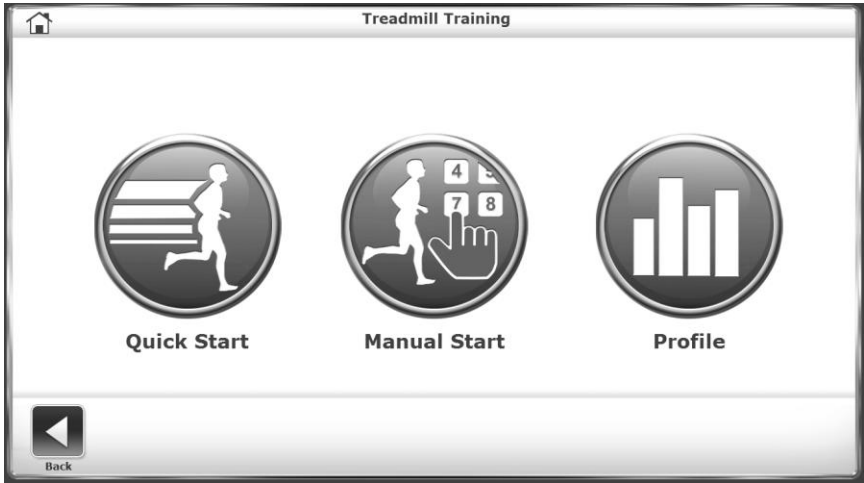 Treadmill Training
4
7 8
Quick Start
Manual Start
Profile
Back